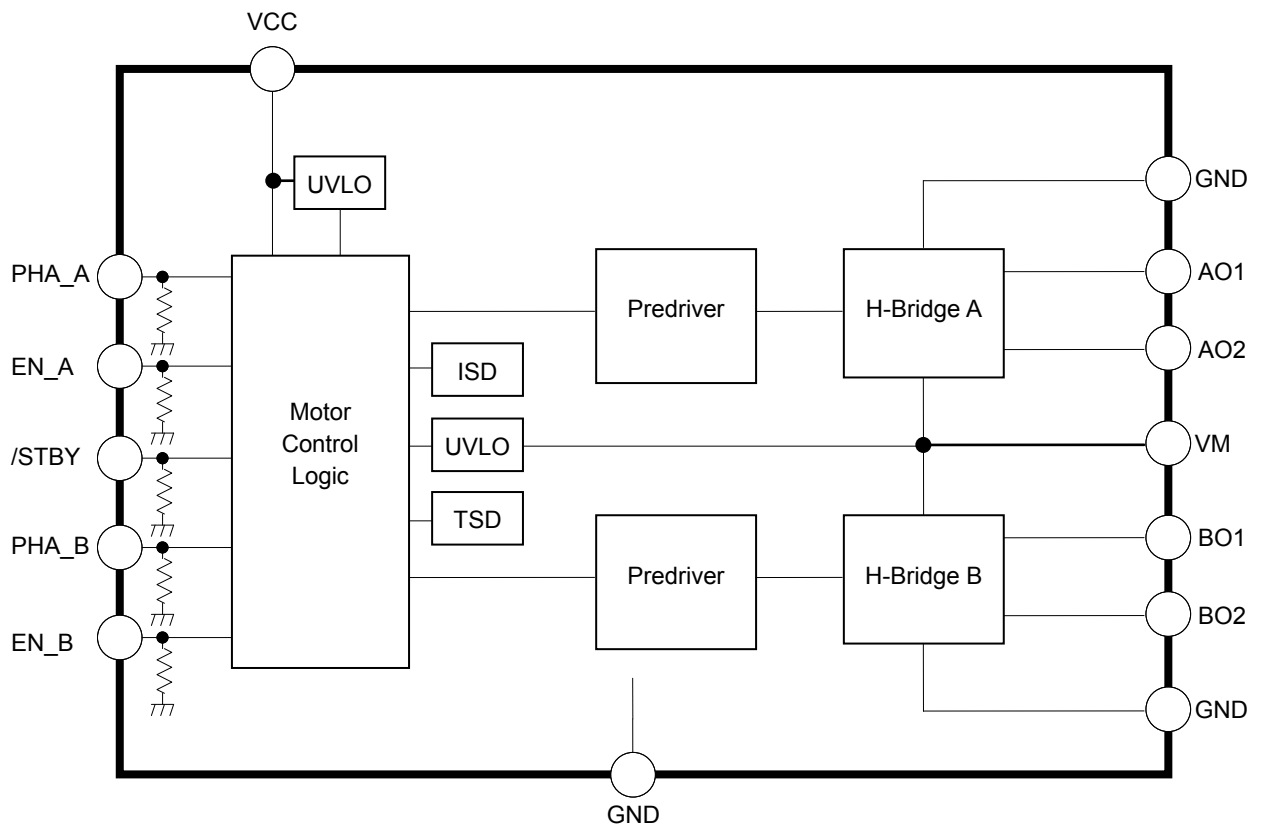 VCC
UVLO
GND
PHA_A
AO1
Predriver
H-Bridge A
EN_A
AO2
ISD
Motor
Control
Logic
UVLO
VM
/STBY
TSD
PHA_B
BO1
Predriver
H-Bridge B
BO2
EN_B
GND
GND